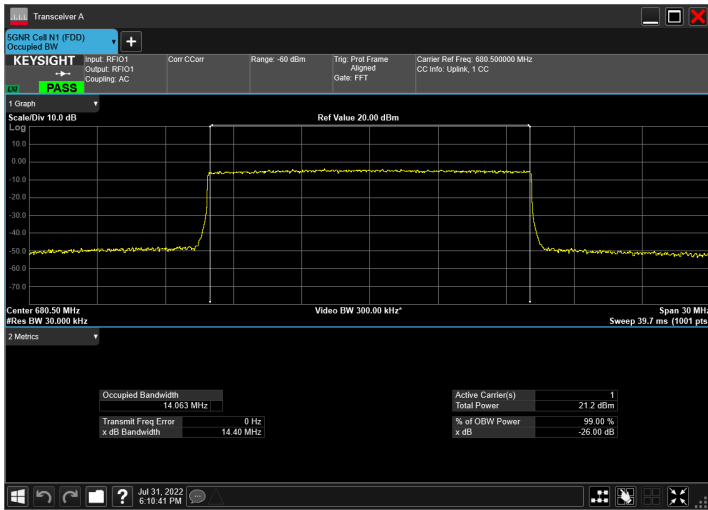 Transceiver A
5GNR Cell N1 (FDD)
Occupied BW
KEYSIGHT
LXI
PASS
Input: RFIO1
Output: RFIO1
Coupling: AC
Corr CCorr
Range: -60 dBm
Trig: Prot Frame
Aligned
Gate: FFT
Carrier Ref Freq: 680.500000 MHz
CC Info: Uplink, 1 CC
1 Graph
Scale/Div 10.0 dB
Ref Value 20.00 dBm
Log
10.0
0.00
-10.0
-20.0
-30.0
-40.0
-50.0
-60.0
-70.0
Center 680.50 MHz
Video BW 300.00 kHz*
Span 30 MHz
#Res BW 30.000 kHz
Sweep 39.7 ms (1001 pts
2 Metrics
Occupied Bandwidth
14.063 MHz
Transmit Freq Error 0 Hz
x dB Bandwidth 14.40 MHz
Active Carrier(s) 1
Total Power 21.2 dBm
% of OBW Power 99.00 %
x dB -26.00 dB
Jul 31, 2022
6:10:41 PM